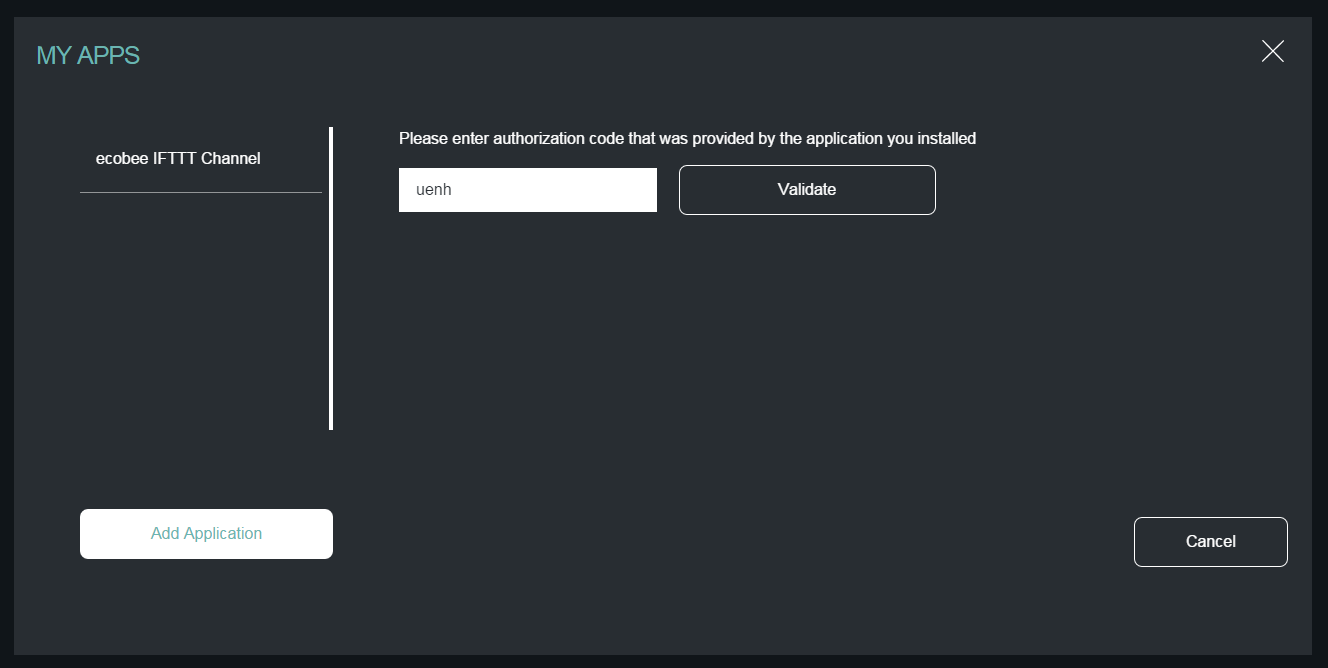 MY APPS
ecobee IFTTT Channel
Please enter authorization code that was provided by the application you installed
uenh
Validate
Add Application
Cancel